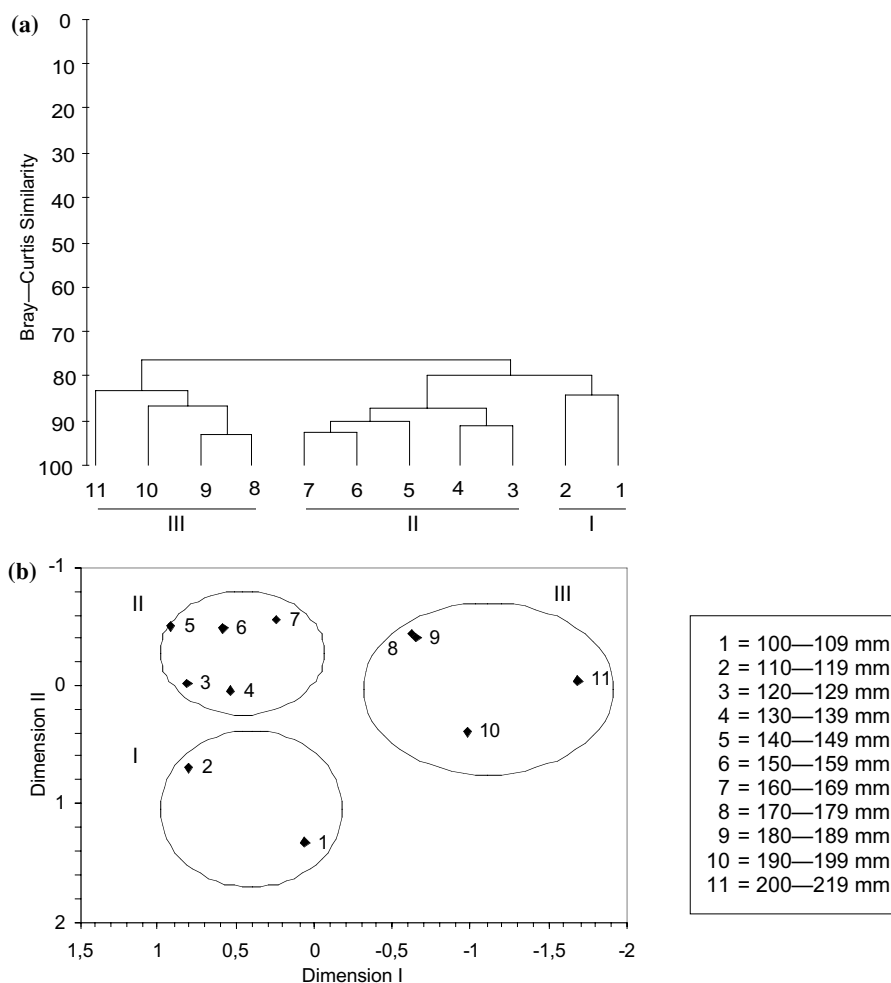 (a)
0
10
20
30
40
50
60
70
80
90
100
Bray—Curtis Similarity
11 10 9 8 7 6 5 4 3 2 1
III II I
(b)
-1
0
1
2
Dimension II
II
III
5 6 7
8 9
3 4
11
10
I
2
1
1,5 1 0,5 0 -0,5 -1 -1,5 -2
Dimension I
1 = 100—109 mm
2 = 110—119 mm
3 = 120—129 mm
4 = 130—139 mm
5 = 140—149 mm
6 = 150—159 mm
7 = 160—169 mm
8 = 170—179 mm
9 = 180—189 mm
10 = 190—199 mm
11 = 200—219 mm